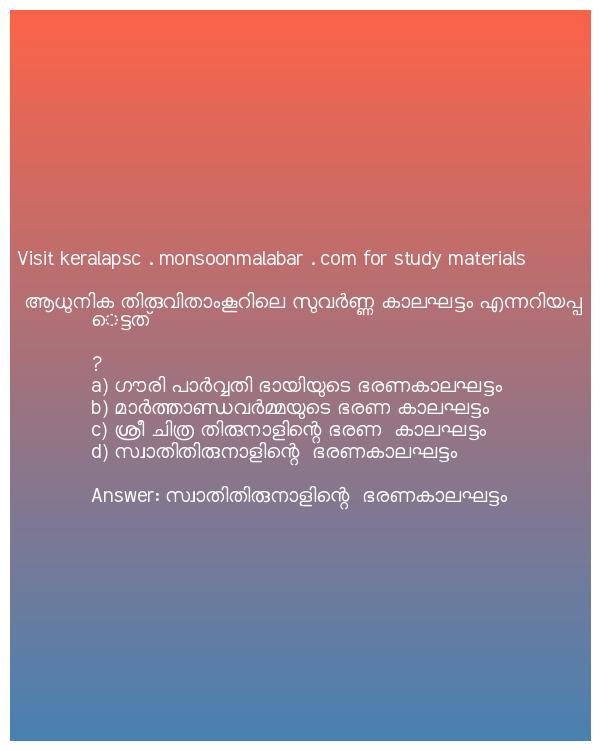 Visit keralapsc . monsoonmalabar . com for study materials
ആധുനിക തിരുവിതാംകൂറിലെ സുവർണ്ണ കാലഘട്ടം എന്നറിയപ്പ
െട്ടത്
?
a) ഗൗരി പാർവ്വതി ഭായിയുടെ ഭരണകാലഘട്ടം
b) മാർത്താണ്ഡവർമ്മയുടെ ഭരണ കാലഘട്ടം
c) ശ്രീ ചിത്ര തിരുനാളിന്റെ ഭരണ  കാലഘട്ടം
d) സ്വാതിതിരുനാളിന്റെ  ഭരണകാലഘട്ടം
Answer: സ്വാതിതിരുനാളിന്റെ  ഭരണകാലഘട്ടം